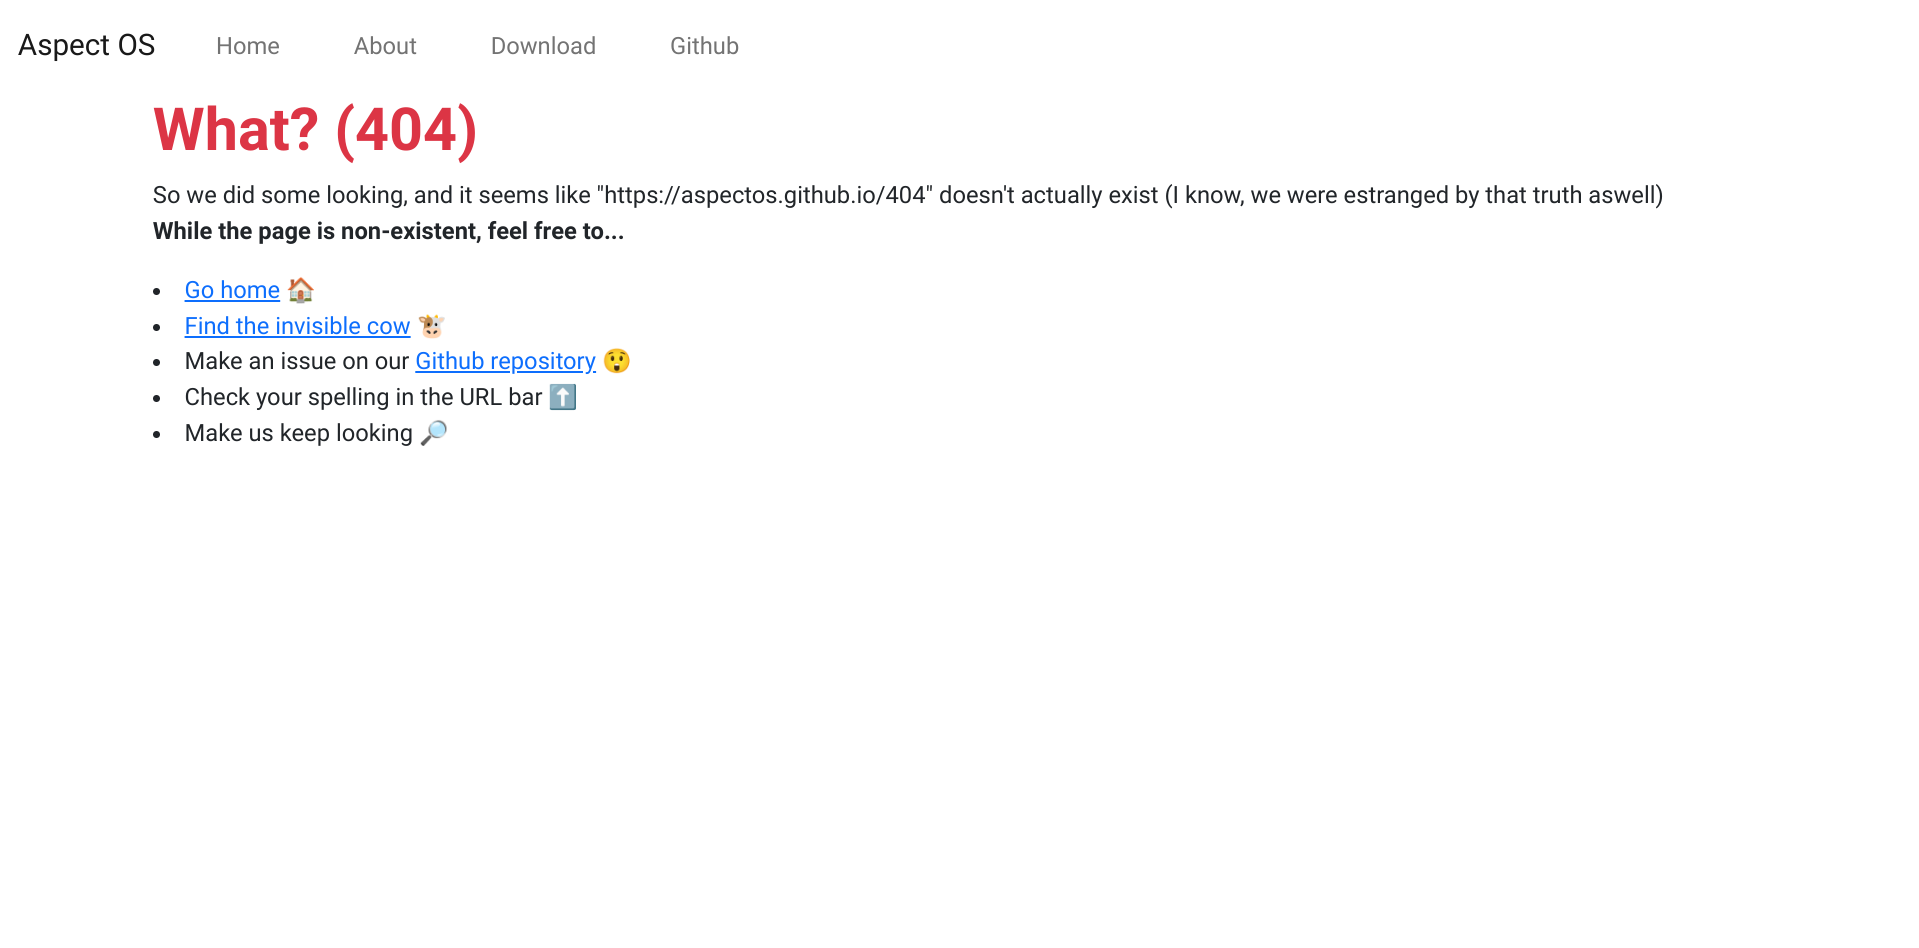 Aspect OS Home About Download Github
What? (404)
So we did some looking, and it seems like "https://aspectos.github.io/404" doesn't actually exist (I know, we were estranged by that truth aswell)
While the page is non-existent, feel free to...
• Go home 🏠
• Find the invisible cow 🐮
• Make an issue on our Github repository 😲
• Check your spelling in the URL bar ⬆️
• Make us keep looking 🔎